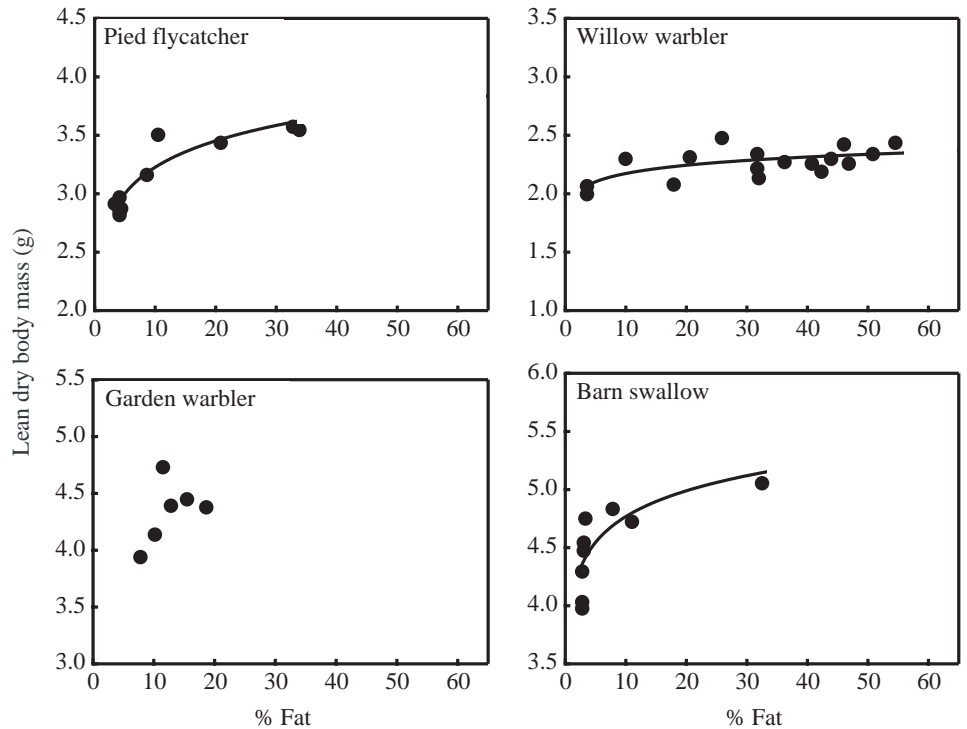 Lean dry body mass (g)
Pied flycatcher
4.5
4.0
3.5
3.0
2.5
2.0
0 10 20 30 40 50 60
Willow warbler
3.5
3.0
2.5
2.0
1.5
1.0
0 10 20 30 40 50 60
Garden warbler
5.5
5.0
4.5
4.0
3.5
3.0
0 10 20 30 40 50 60
% Fat
Barn swallow
6.0
5.5
5.0
4.5
4.0
3.5
0 10 20 30 40 50 60
% Fat